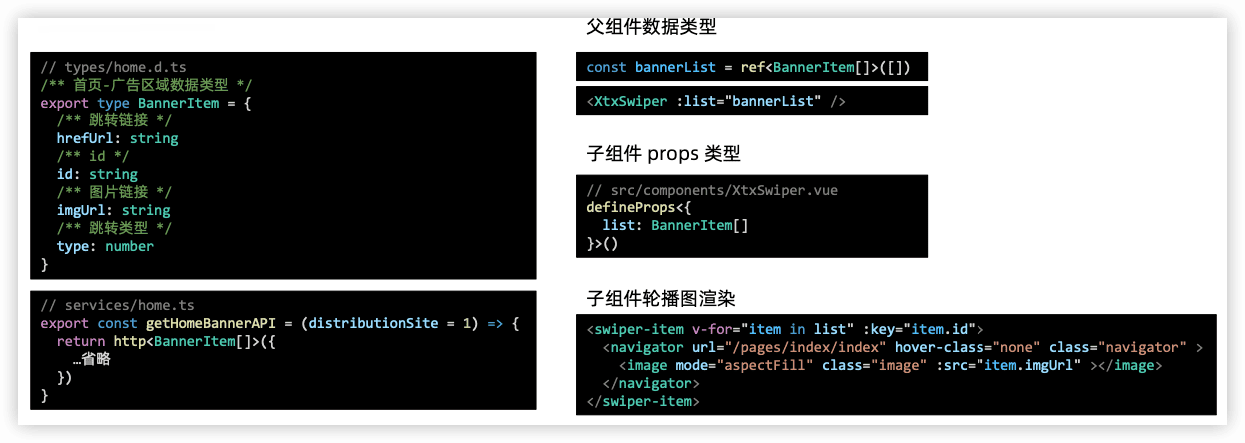 // types/home.d.ts
/** 首页-广告区域数据类型 */
export type BannerItem = {
  /** 跳转链接 */
  hrefUrl: string
  /** id */
  id: string
  /** 图片链接 */
  imgUrl: string
  /** 跳转类型 */
  type: number
}
// services/home.ts
export const getHomeBannerAPI = (distributionSite = 1) => {
  return http<BannerItem[]>({
    …省略
  })
}
父组件数据类型
const bannerList = ref<BannerItem[]>([])
<XtxSwiper :list="bannerList" />
子组件 props 类型
// src/components/XtxSwiper.vue
defineProps<{
  list: BannerItem[]
}>()
子组件轮播图渲染
<swiper-item v-for="item in list" :key="item.id">
  <navigator url="/pages/index/index" hover-class="none" class="navigator" >
    <image mode="aspectFill" class="image" :src="item.imgUrl" ></image>
  </navigator>
</swiper-item>